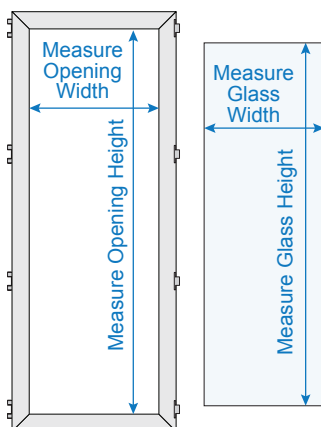 Measure
Opening
Width
Measure Opening Height
Measure
Glass
Width
Measure Glass Height